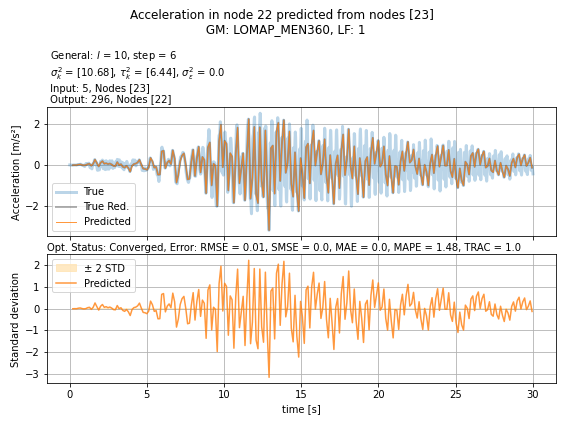 Acceleration in node 22 predicted from nodes [23]
GM: LOMAP_MEN360, LF: 1
General: l = 10, step = 6
σ²ₖ = [10.68], τ²ₖ = [6.44], σ²ε = 0.0
Input: 5, Nodes [23]
Output: 296, Nodes [22]
Acceleration [m/s²]
2
0
−2
True
True Red.
Predicted
Opt. Status: Converged, Error: RMSE = 0.01, SMSE = 0.0, MAE = 0.0, MAPE = 1.48, TRAC = 1.0
Standard deviation
2
1
0
−1
−2
−3
± 2 STD
Predicted
0 5 10 15 20 25 30
time [s]